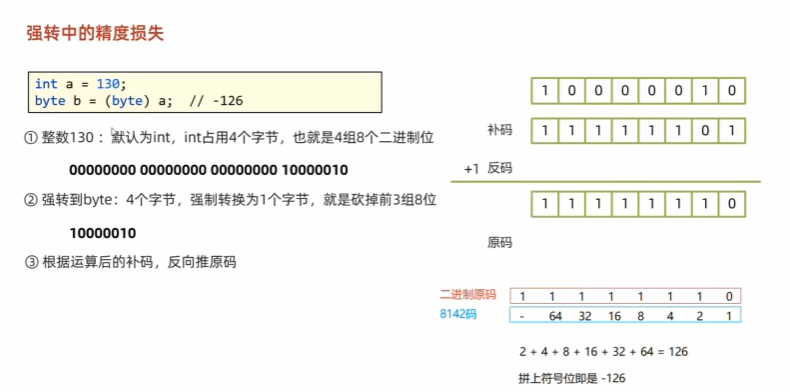 强转中的精度损失
int a = 130;
byte b = (byte) a;  // -126
① 整数130 ：默认为int，int占用4个字节，也就是4组8个二进制位
00000000 00000000 00000000 10000010
② 强转到byte：4个字节，强制转换为1个字节，就是砍掉前3组8位
10000010
③ 根据运算后的补码，反向推原码
1 0 0 0 0 0 1 0
补码 1 1 1 1 1 1 0 1
+1 反码
1 1 1 1 1 1 1 0
原码
二进制原码 1 1 1 1 1 1 1 0
8142码 - 64 32 16 8 4 2 1
2 + 4 + 8 + 16 + 32 + 64 = 126
拼上符号位即是 -126